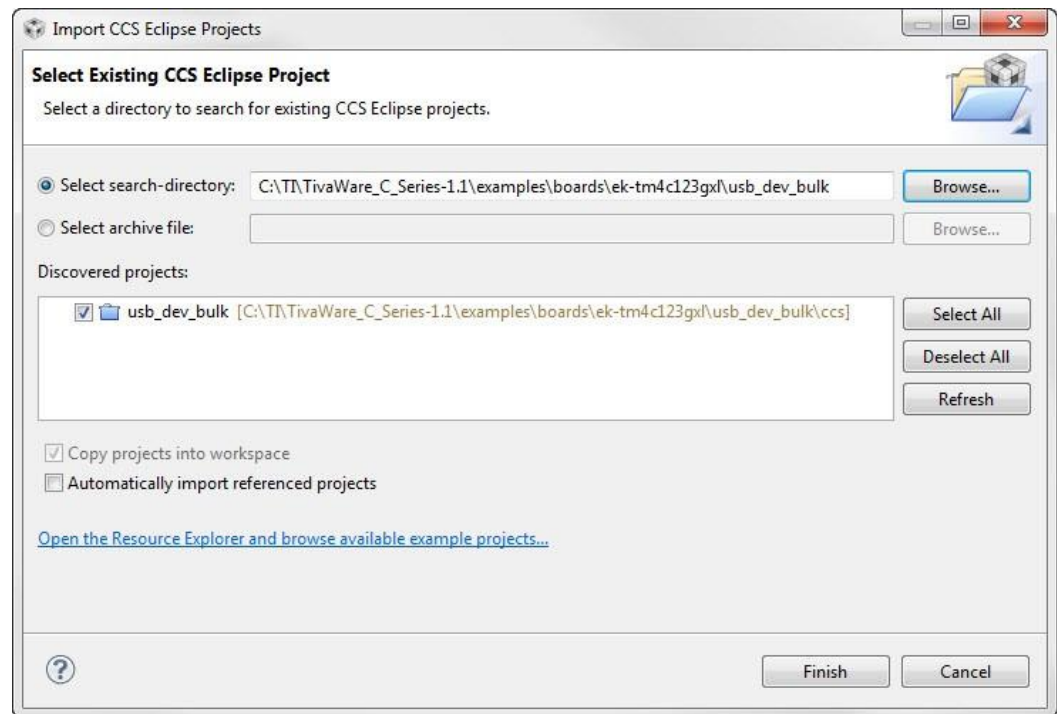 Import CCS Eclipse Projects
Select Existing CCS Eclipse Project
Select a directory to search for existing CCS Eclipse projects.
Select search-directory: C:\TI\TivaWare_C_Series-1.1\examples\boards\ek-tm4c123gxl\usb_dev_bulk Browse...
Select archive file: Browse...
Discovered projects:
usb_dev_bulk [C:\TI\TivaWare_C_Series-1.1\examples\boards\ek-tm4c123gxl\usb_dev_bulk\ccs] Select All
Deselect All
Refresh
Copy projects into workspace
Automatically import referenced projects
Open the Resource Explorer and browse available example projects...
? Finish Cancel